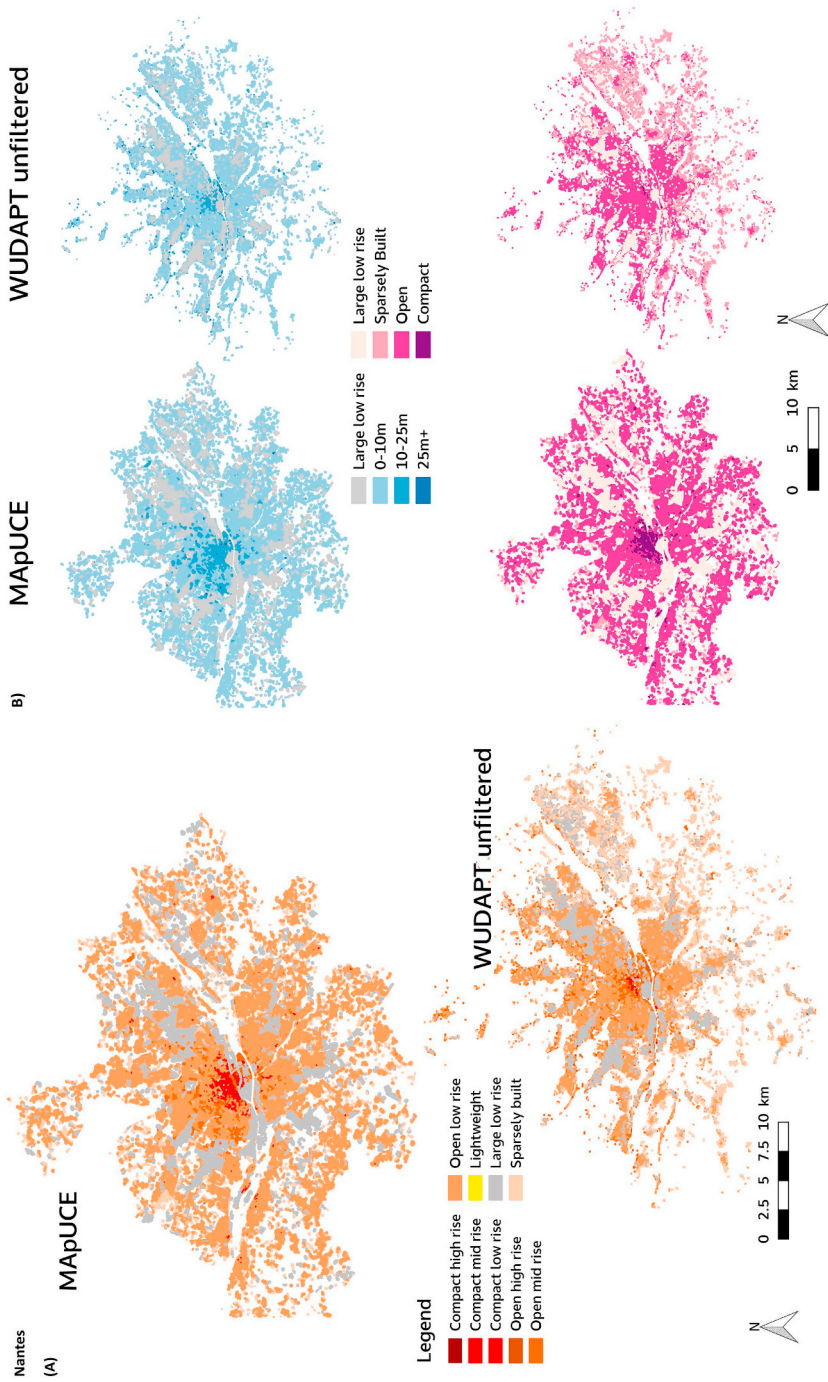 Nantes
(A)
MApUCE
WUDAPT unfiltered
Legend
Compact high rise
Compact mid rise
Compact low rise
Open high rise
Open mid rise
Open low rise
Lightweight
Large low rise
Sparsely built
N
0 2.5 5 7.5 10 km
B)
MApUCE
WUDAPT unfiltered
Large low rise
0-10m
10-25m
25m+
Large low rise
Sparsely Built
Open
Compact
0 5 10 km
N